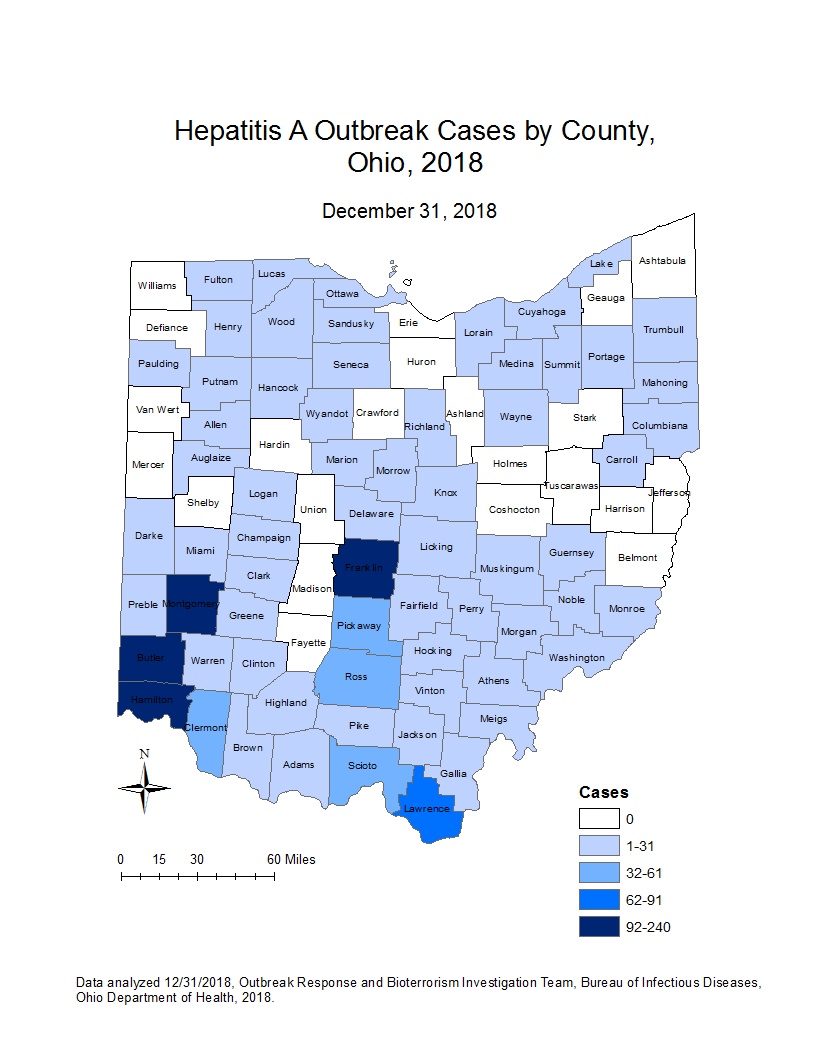 Hepatitis A Outbreak Cases by County,
Ohio, 2018
December 31, 2018
Ashtabula
Lake
Lucas
Fulton
Williams
Geauga
Ottawa
Cuyahoga
Wood
Sandusky
Erie
Henry
Defiance
Trumbull
Lorain
Portage
Huron
Medina
Summit
Seneca
Paulding
Putnam
Mahoning
Hancock
Van Wert
Wyandot
Crawford
Ashland
Wayne
Stark
Allen
Richland
Columbiana
Hardin
Auglaize
Marion
Carroll
Mercer
Holmes
Morrow
Tuscarawas
Logan
Knox
Jefferson
Shelby
Union
Coshocton
Harrison
Delaware
Darke
Champaign
Miami
Licking
Guernsey
Belmont
Franklin
Muskingum
Clark
Madison
Noble
Preble
Montgomery
Fairfield
Perry
Monroe
Greene
Pickaway
Morgan
Fayette
Hocking
Butler
Warren
Clinton
Washington
Ross
Athens
Vinton
Hamilton
Highland
Meigs
Clermont
Pike
Jackson
Brown
Adams
Scioto
Gallia
Lawrence
N
0 15 30 60 Miles
Cases
0
1-31
32-61
62-91
92-240
Data analyzed 12/31/2018, Outbreak Response and Bioterrorism Investigation Team, Bureau of Infectious Diseases,
Ohio Department of Health, 2018.